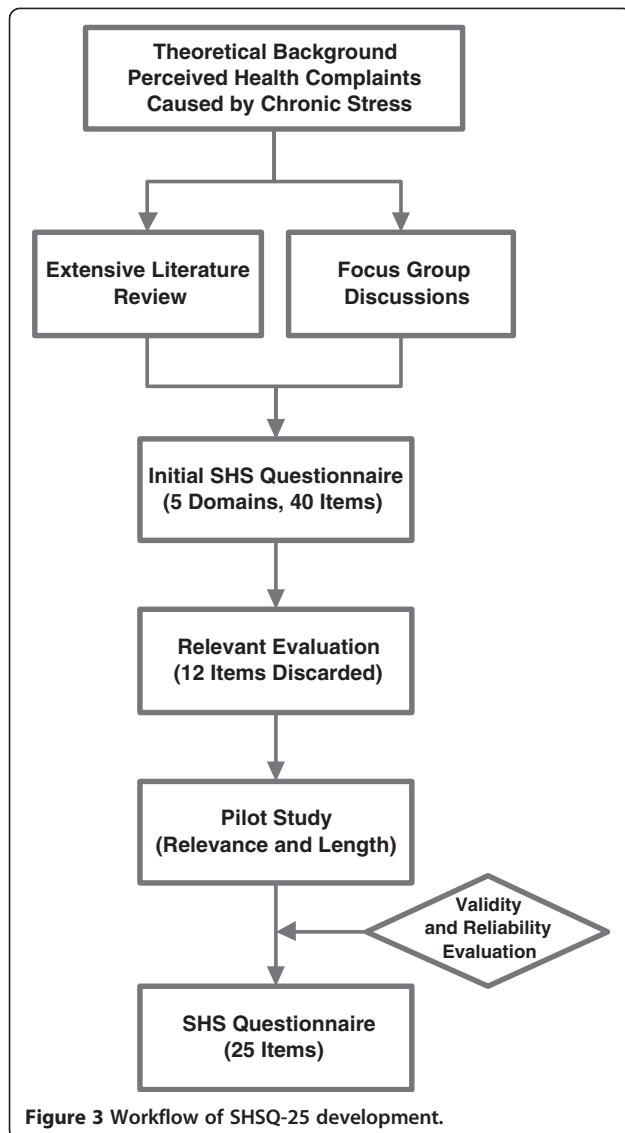 Theoretical Background
Perceived Health Complaints
Caused by Chronic Stress
Extensive Literature
Review
Focus Group
Discussions
Initial SHS Questionnaire
(5 Domains, 40 Items)
Relevant Evaluation
(12 Items Discarded)
Pilot Study
(Relevance and Length)
Validity
and Reliability
Evaluation
SHS Questionnaire
(25 Items)
Figure 3 Workflow of SHSQ-25 development.